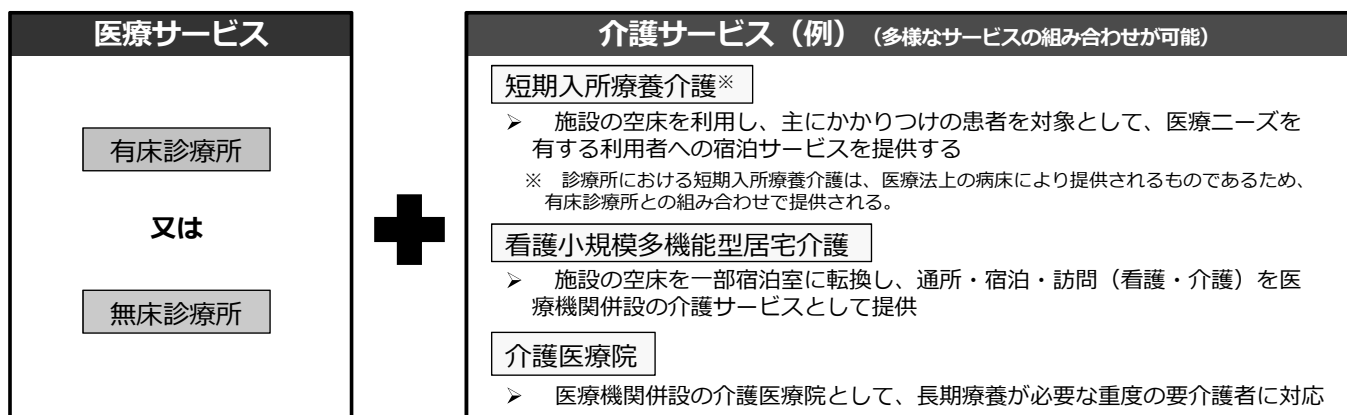 医療サービス
有床診療所
又は
無床診療所
介護サービス（例）（多様なサービスの組み合わせが可能）
短期入所療養介護※
➢ 施設の空床を利用し、主にかかりつけの患者を対象として、医療ニーズを
有する利用者への宿泊サービスを提供する
※ 診療所における短期入所療養介護は、医療法上の病床により提供されるものであるため、
有床診療所との組み合わせで提供される。
看護小規模多機能型居宅介護
➢ 施設の空床を一部宿泊室に転換し、通所・宿泊・訪問（看護・介護）を医
療機関併設の介護サービスとして提供
介護医療院
➢ 医療機関併設の介護医療院として、長期療養が必要な重度の要介護者に対応